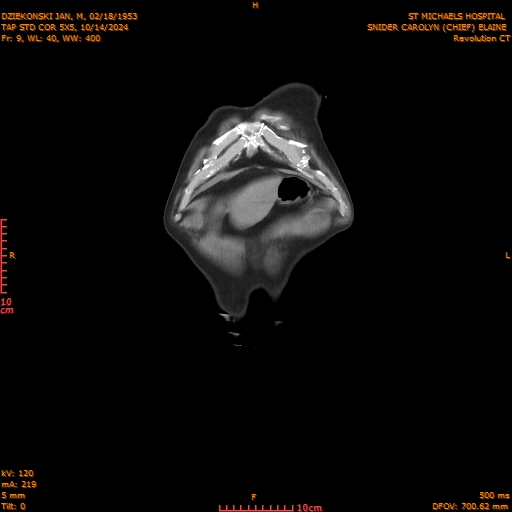 H
DZIEKONSKI JAN, M, 02/18/1953
TAP STD COR 5X5, 10/14/2024
Fr: 9, WL: 40, WW: 400
ST MICHAELS HOSPITAL
SNIDER CAROLYN (CHIEF) ELAINE
Revolution CT
R
L
10
cm
kV: 120
mA: 219
5 mm
Tilt: 0
F
10cm
500 ms
DFOV: 700.62 mm